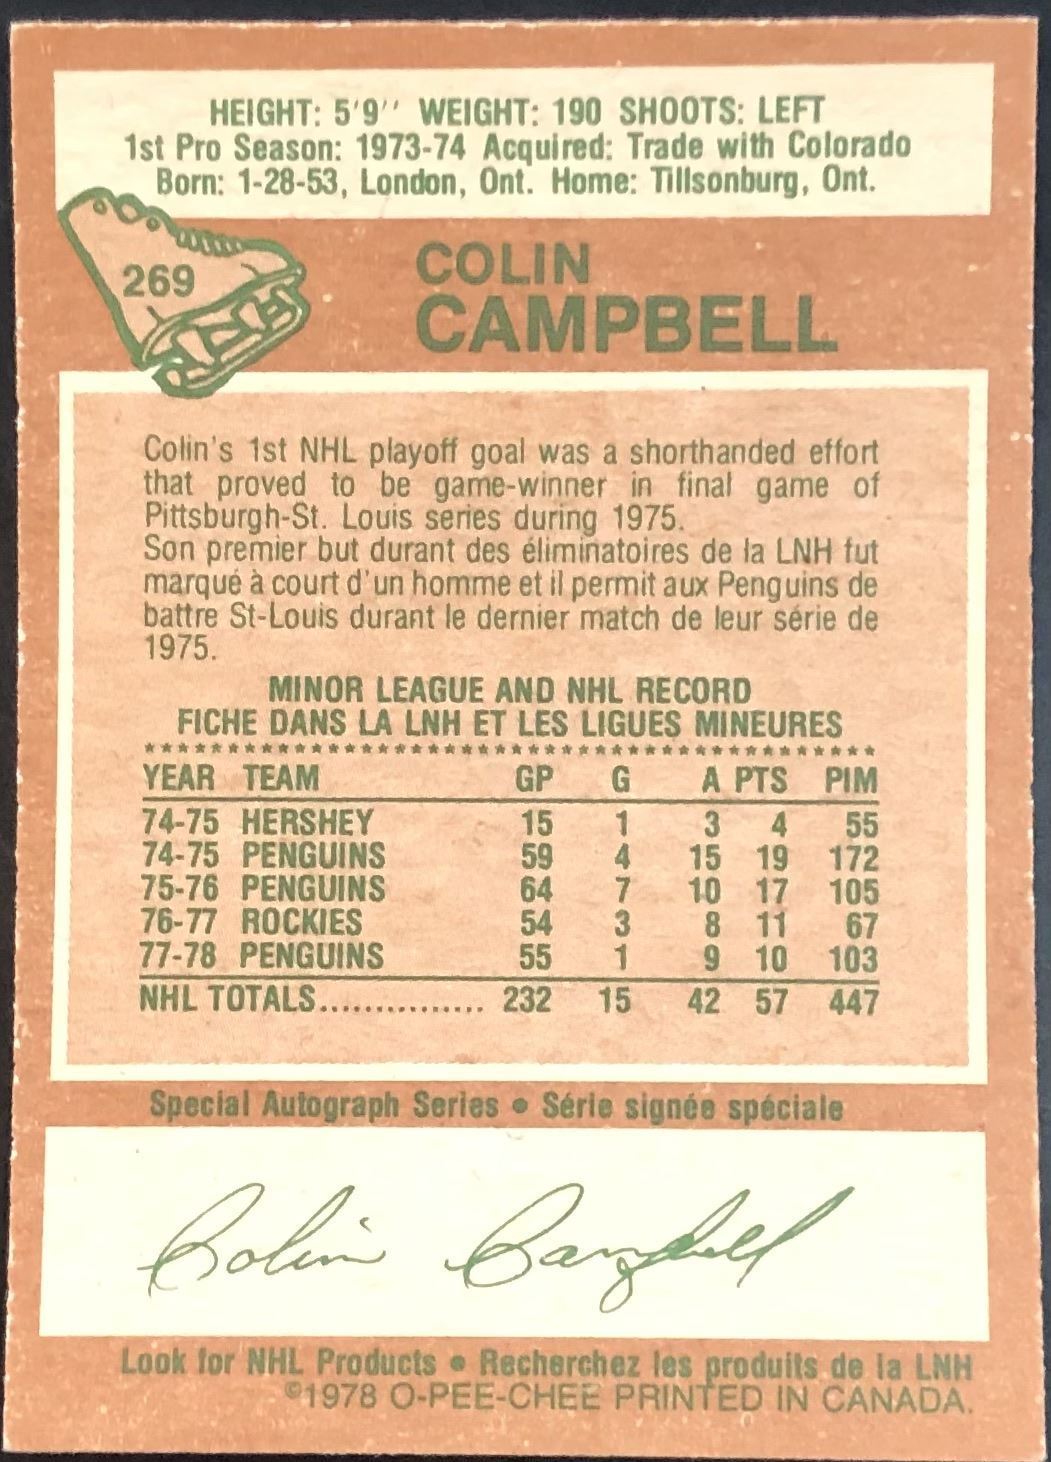 HEIGHT: 5'9'' WEIGHT: 190 SHOOTS: LEFT
1st Pro Season: 1973-74 Acquired: Trade with Colorado
Born: 1-28-53, London, Ont. Home: Tillsonburg, Ont.
269
COLIN
CAMPBELL
Colin's 1st NHL playoff goal was a shorthanded effort
that proved to be game-winner in final game of
Pittsburgh-St. Louis series during 1975.
Son premier but durant des éliminatoires de la LNH fut
marqué à court d'un homme et il permit aux Penguins de
battre St-Louis durant le dernier match de leur série de
1975.
MINOR LEAGUE AND NHL RECORD
FICHE DANS LA LNH ET LES LIGUES MINEURES
YEAR TEAM GP G A PTS PIM
74-75 HERSHEY 15 1 3 4 55
74-75 PENGUINS 59 4 15 19 172
75-76 PENGUINS 64 7 10 17 105
76-77 ROCKIES 54 3 8 11 67
77-78 PENGUINS 55 1 9 10 103
NHL TOTALS............... 232 15 42 57 447
Special Autograph Series • Série signée spéciale
Colin Campbell
Look for NHL Products • Recherchez les produits de la LNH
©1978 O-PEE-CHEE PRINTED IN CANADA.